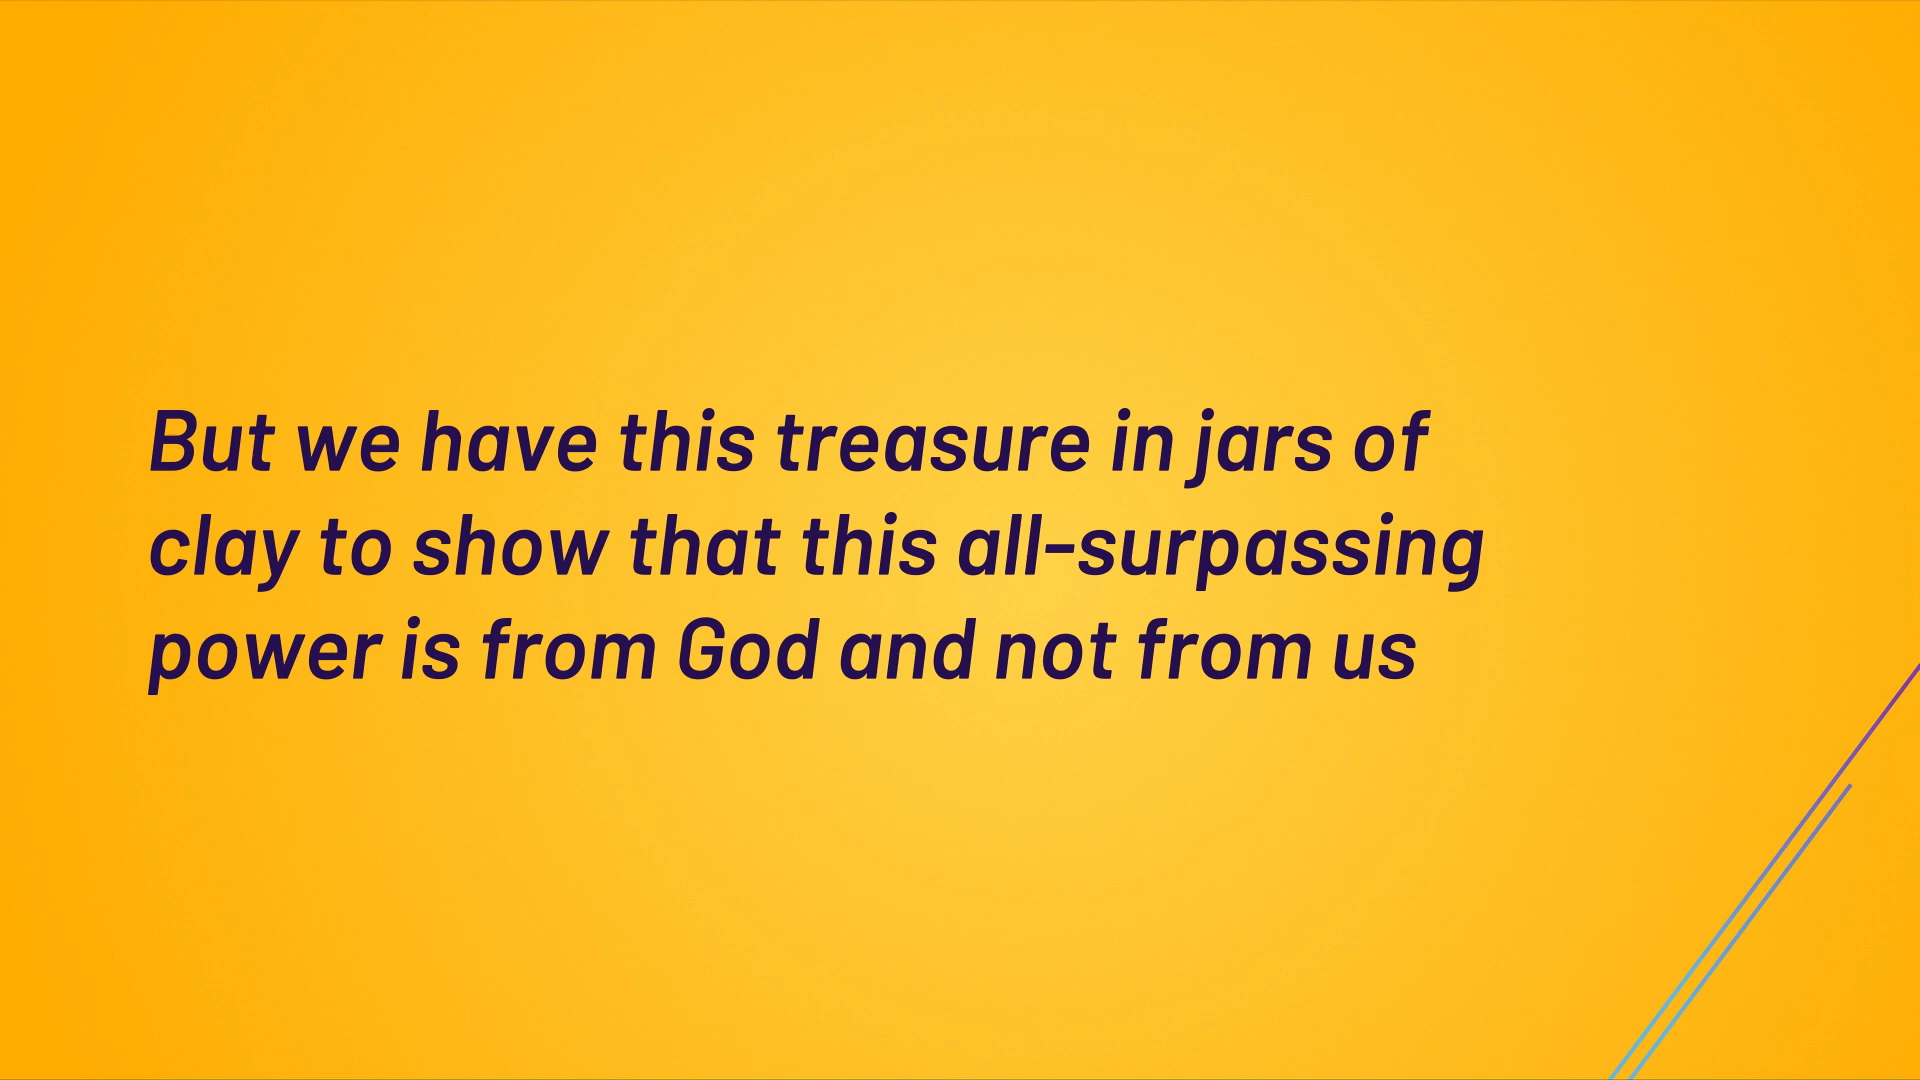 But we have this treasure in jars of
clay to show that this all-surpassing
power is from God and not from us